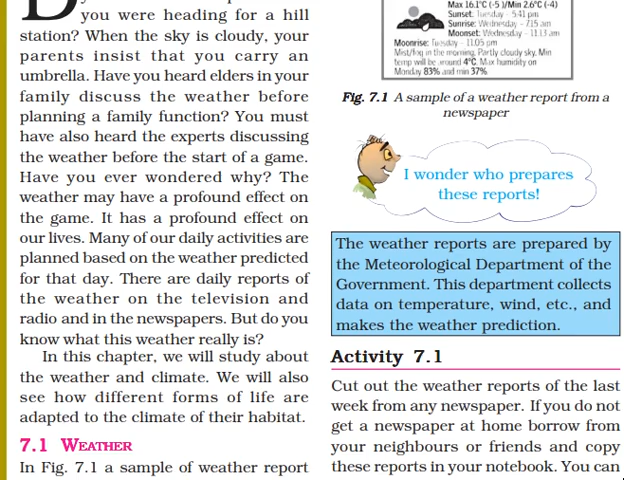 you were heading for a hill
station? When the sky is cloudy, your
parents insist that you carry an
umbrella. Have you heard elders in your
family discuss the weather before
planning a family function? You must
have also heard the experts discussing
the weather before the start of a game.
Have you ever wondered why? The
weather may have a profound effect on
the game. It has a profound effect on
our lives. Many of our daily activities are
planned based on the weather predicted
for that day. There are daily reports of
the weather on the television and
radio and in the newspapers. But do you
know what this weather really is?
In this chapter, we will study about
the weather and climate. We will also
see how different forms of life are
adapted to the climate of their habitat.
7.1 WEATHER
In Fig. 7.1 a sample of weather report
Max 16.1°C (-5 )/Min 2.6°C (-4)
Sunset: Tuesday - 5.41 pm
Sunrise: Wednesday - 7.15 am
Moonset: Wednesday - 11.13 am
Moonrise: Tuesday - 11.05 pm
Mist/fog in the morning. Partly cloudy sky. Min
temp will be around 4°C. Max humidity on
Monday 83% and min 37%
Fig. 7.1 A sample of a weather report from a
newspaper
I wonder who prepares
these reports!
The weather reports are prepared by
the Meteorological Department of the
Government. This department collects
data on temperature, wind, etc., and
makes the weather prediction.
Activity 7.1
Cut out the weather reports of the last
week from any newspaper. If you do not
get a newspaper at home borrow from
your neighbours or friends and copy
these reports in your notebook. You can